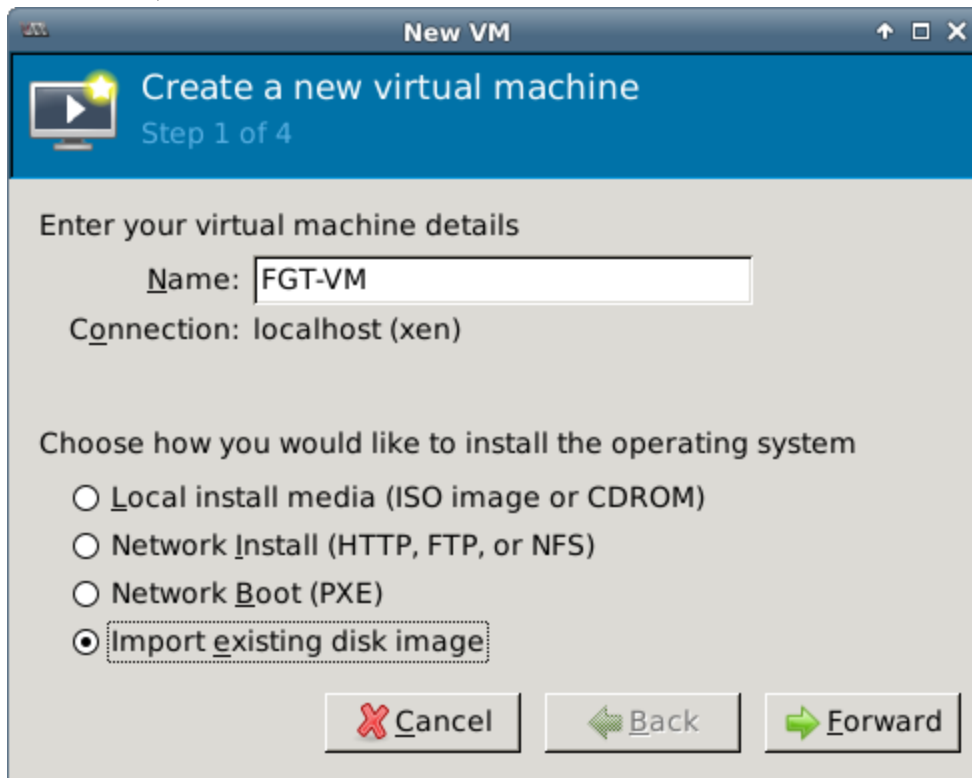 New VM
Create a new virtual machine
Step 1 of 4
Enter your virtual machine details
Name: FGT-VM
Connection: localhost (xen)
Choose how you would like to install the operating system
Local install media (ISO image or CDROM)
Network Install (HTTP, FTP, or NFS)
Network Boot (PXE)
Import existing disk image
Cancel Back Forward